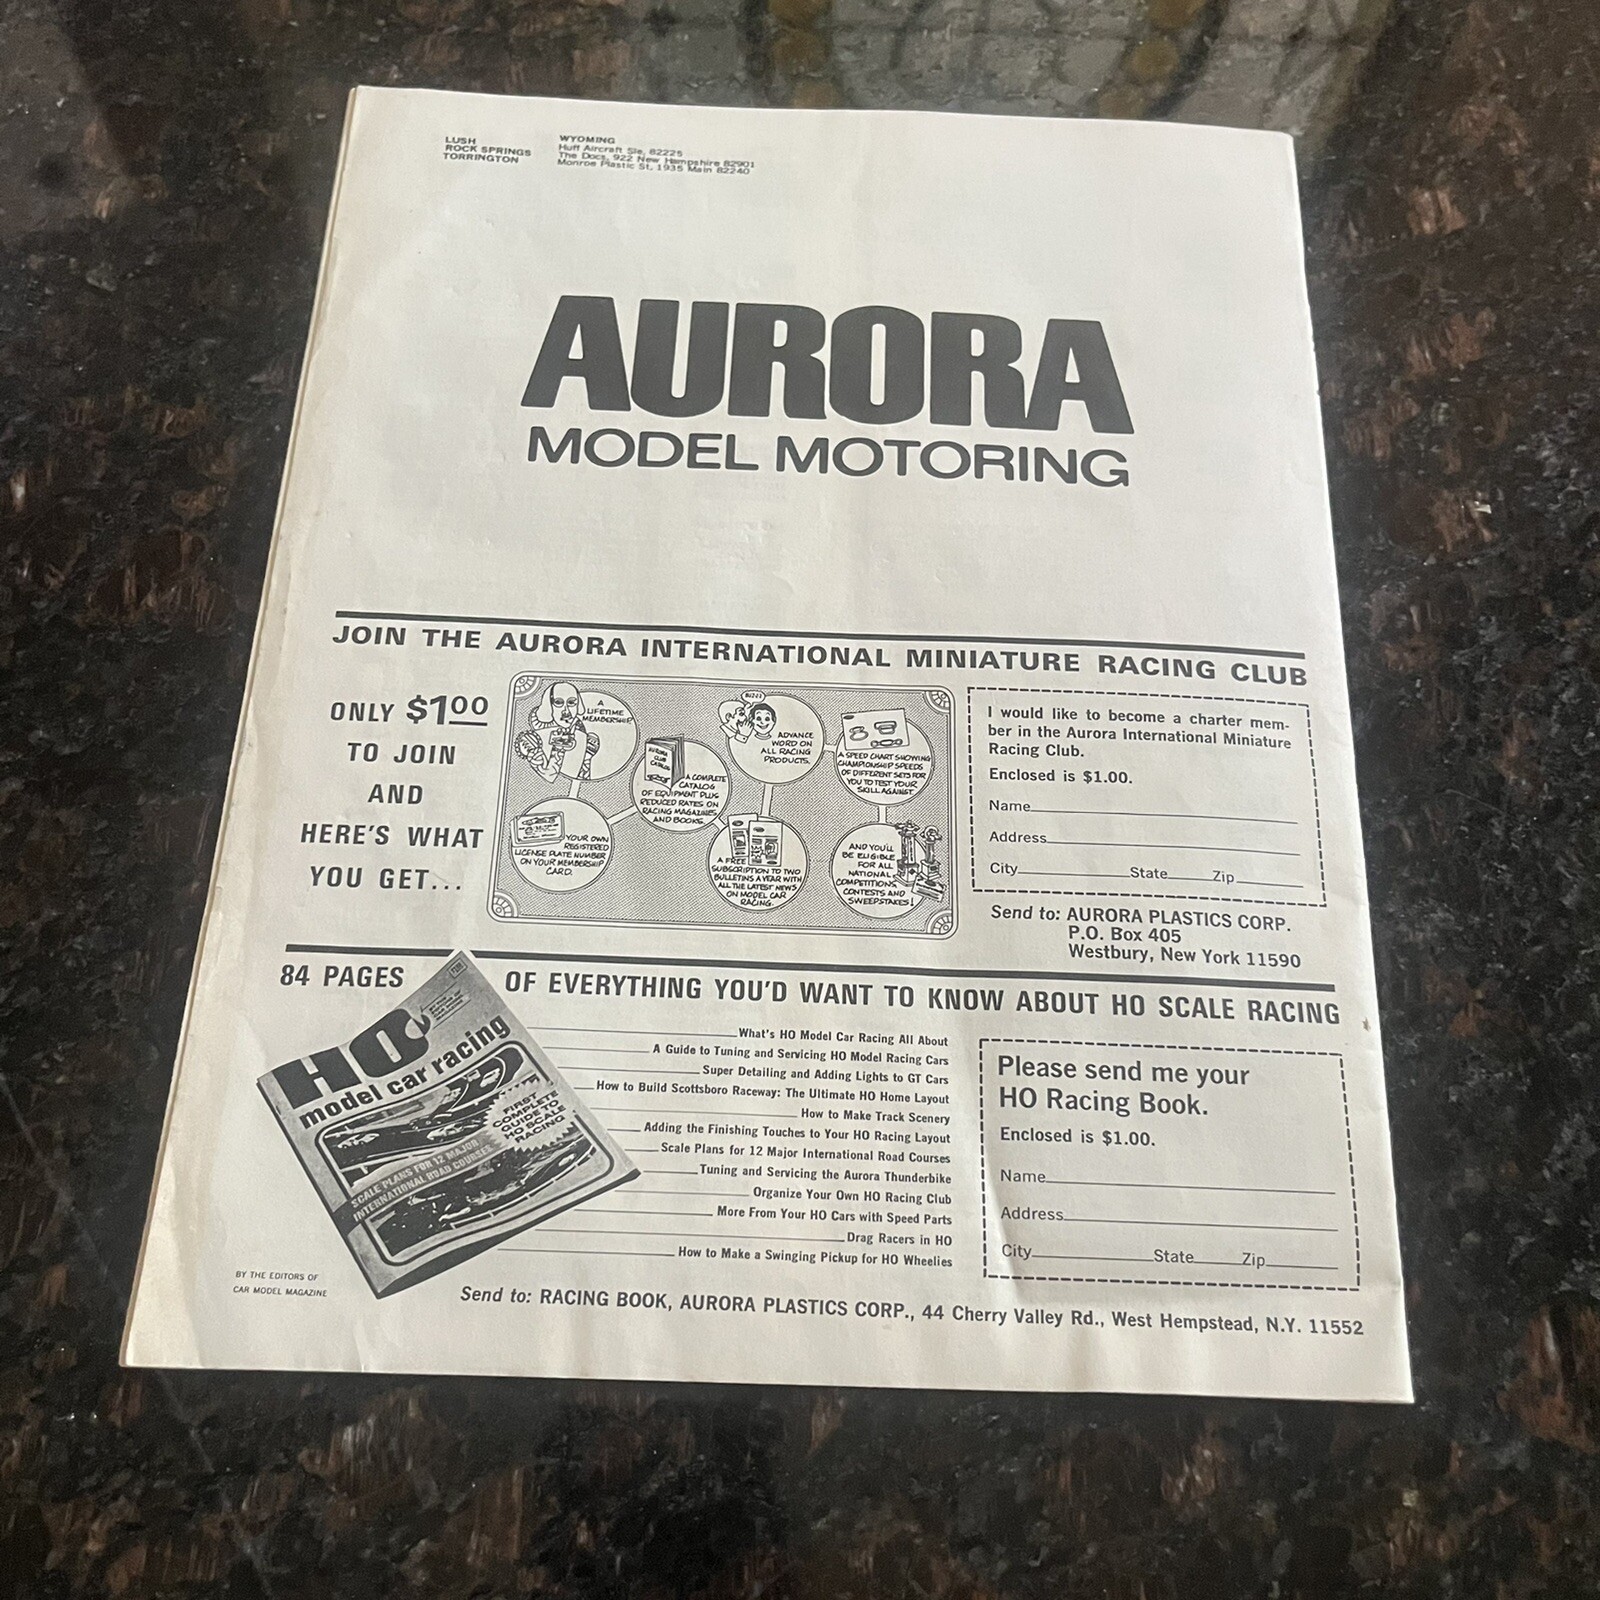 LUSH
ROCK SPRINGS
TORRINGTON
WYOMING
Huff Aircraft Sle, 82225
The Docs, 922 New Hampshire 82901
Monroe Plastic St, 1935 Main 82240
AURORA
MODEL MOTORING
JOIN THE AURORA INTERNATIONAL MINIATURE RACING CLUB
ONLY $1.00
TO JOIN
AND
HERE'S WHAT
YOU GET...
A
LIFETIME
MEMBERSHIP
YOUR OWN
REGISTERED
LICENSE PLATE NUMBER
ON YOUR MEMBERSHIP
CARD.
AURORA
CLUB
CATALOG
A COMPLETE
CATALOG
OF EQUIPMENT PLUS
REDUCED RATES ON
RACING MAGAZINES
AND BOOKS.
ADVANCE
WORD ON
ALL RACING
PRODUCTS.
A FREE
SUBSCRIPTION TO TWO
BULLETINS A YEAR WITH
ALL THE LATEST NEWS
ON MODEL CAR
RACING.
A SPEED CHART SHOWING
CHAMPIONSHIP SPEEDS
OF DIFFERENT SETS FOR
YOU TO TEST YOUR
SKILL AGAINST
AND YOU'LL
BE ELIGIBLE
FOR ALL
NATIONAL
COMPETITIONS,
CONTESTS AND
SWEEPSTAKES!
I would like to become a charter mem-
ber in the Aurora International Miniature
Racing Club.
Enclosed is $1.00.
Name
Address
City State Zip
Send to: AURORA PLASTICS CORP.
P.O. Box 405
Westbury, New York 11590
84 PAGES OF EVERYTHING YOU'D WANT TO KNOW ABOUT HO SCALE RACING
HO
model car racing
FIRST
COMPLETE
GUIDE TO
HO SCALE
RACING
SCALE PLANS FOR 12 MAJOR
INTERNATIONAL ROAD COURSES
BY THE EDITORS OF
CAR MODEL MAGAZINE
What's HO Model Car Racing All About
A Guide to Tuning and Servicing HO Model Racing Cars
Super Detailing and Adding Lights to GT Cars
How to Build Scottsboro Raceway: The Ultimate HO Home Layout
How to Make Track Scenery
Adding the Finishing Touches to Your HO Racing Layout
Scale Plans for 12 Major International Road Courses
Tuning and Servicing the Aurora Thunderbike
Organize Your Own HO Racing Club
More From Your HO Cars with Speed Parts
Drag Racers in HO
How to Make a Swinging Pickup for HO Wheelies
Please send me your
HO Racing Book.
Enclosed is $1.00.
Name
Address
City State Zip
Send to: RACING BOOK, AURORA PLASTICS CORP., 44 Cherry Valley Rd., West Hempstead, N.Y. 11552